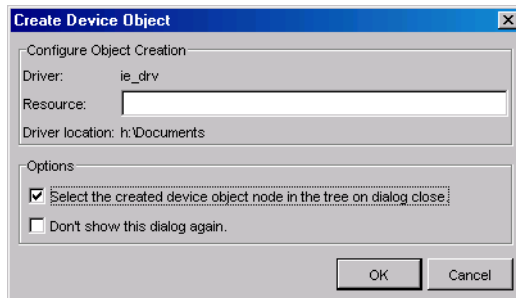 Create Device Object
Configure Object Creation
Driver: ie_drv
Resource:
Driver location: h:\Documents
Options
Select the created device object node in the tree on dialog close.
Don't show this dialog again.
OK Cancel